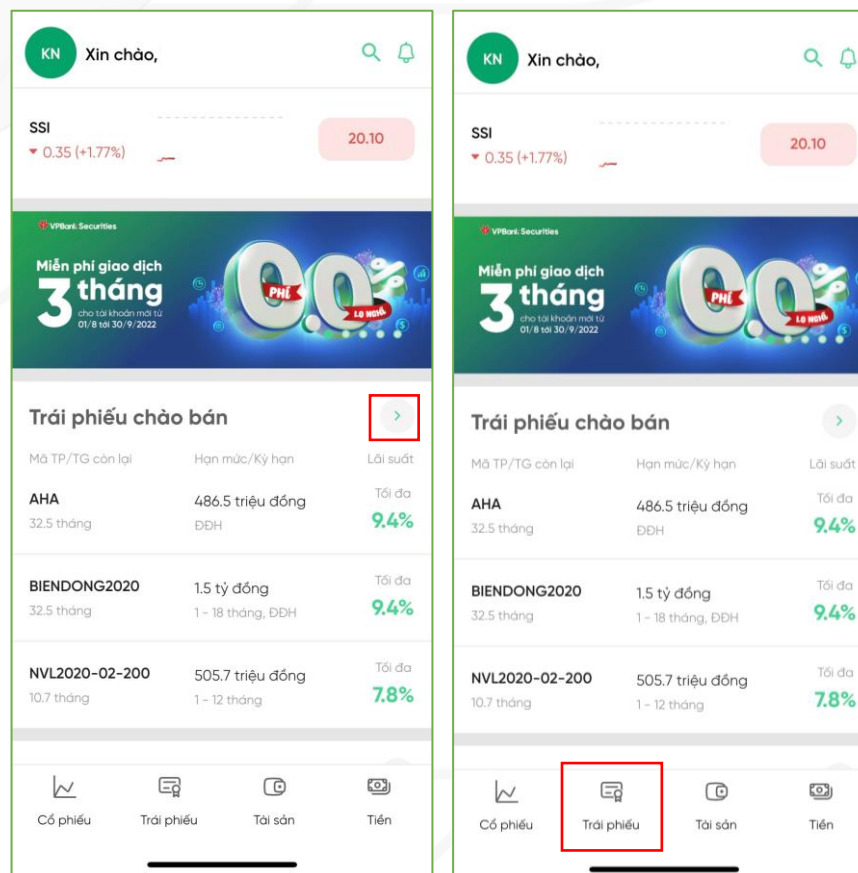 KN Xin chào,
SSI
▼ 0.35 (+1.77%)
20.10
VPBank Securities
Miễn phí giao dịch
3 tháng
cho tài khoản mới từ
01/8 tới 30/9/2022
0.0%
PHÍ
LO NGHĨ
Trái phiếu chào bán
Mã TP/TG còn lại Hạn mức/Kỳ hạn Lãi suất
AHA 486.5 triệu đồng Tối đa
32.5 tháng ĐĐH 9.4%
BIENDONG2020 1.5 tỷ đồng Tối đa
32.5 tháng 1 - 18 tháng, ĐĐH 9.4%
NVL2020-02-200 505.7 triệu đồng Tối đa
10.7 tháng 1 - 12 tháng 7.8%
Cổ phiếu Trái phiếu Tài sản Tiền
KN Xin chào,
SSI
▼ 0.35 (+1.77%)
20.10
VPBank Securities
Miễn phí giao dịch
3 tháng
cho tài khoản mới từ
01/8 tới 30/9/2022
0.0%
PHÍ
LO NGHĨ
Trái phiếu chào bán
Mã TP/TG còn lại Hạn mức/Kỳ hạn Lãi suất
AHA 486.5 triệu đồng Tối đa
32.5 tháng ĐĐH 9.4%
BIENDONG2020 1.5 tỷ đồng Tối đa
32.5 tháng 1 - 18 tháng, ĐĐH 9.4%
NVL2020-02-200 505.7 triệu đồng Tối đa
10.7 tháng 1 - 12 tháng 7.8%
Cổ phiếu Trái phiếu Tài sản Tiền